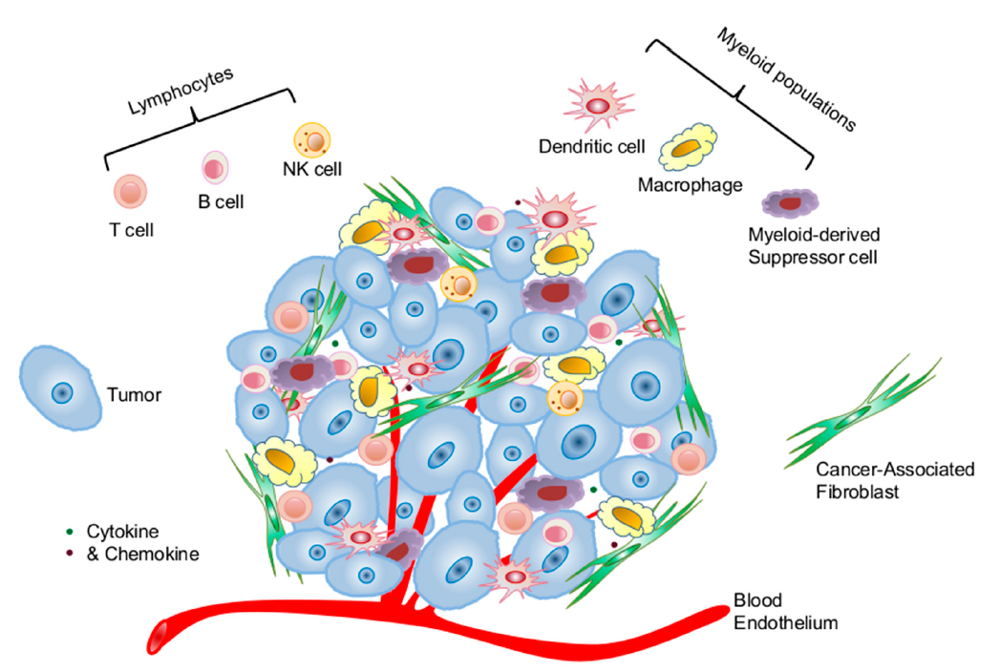 Lymphocytes
Myeloid populations
NK cell
B cell
T cell
Dendritic cell
Macrophage
Myeloid-derived
Suppressor cell
Tumor
Cancer-Associated
Fibroblast
Cytokine
& Chemokine
Blood
Endothelium